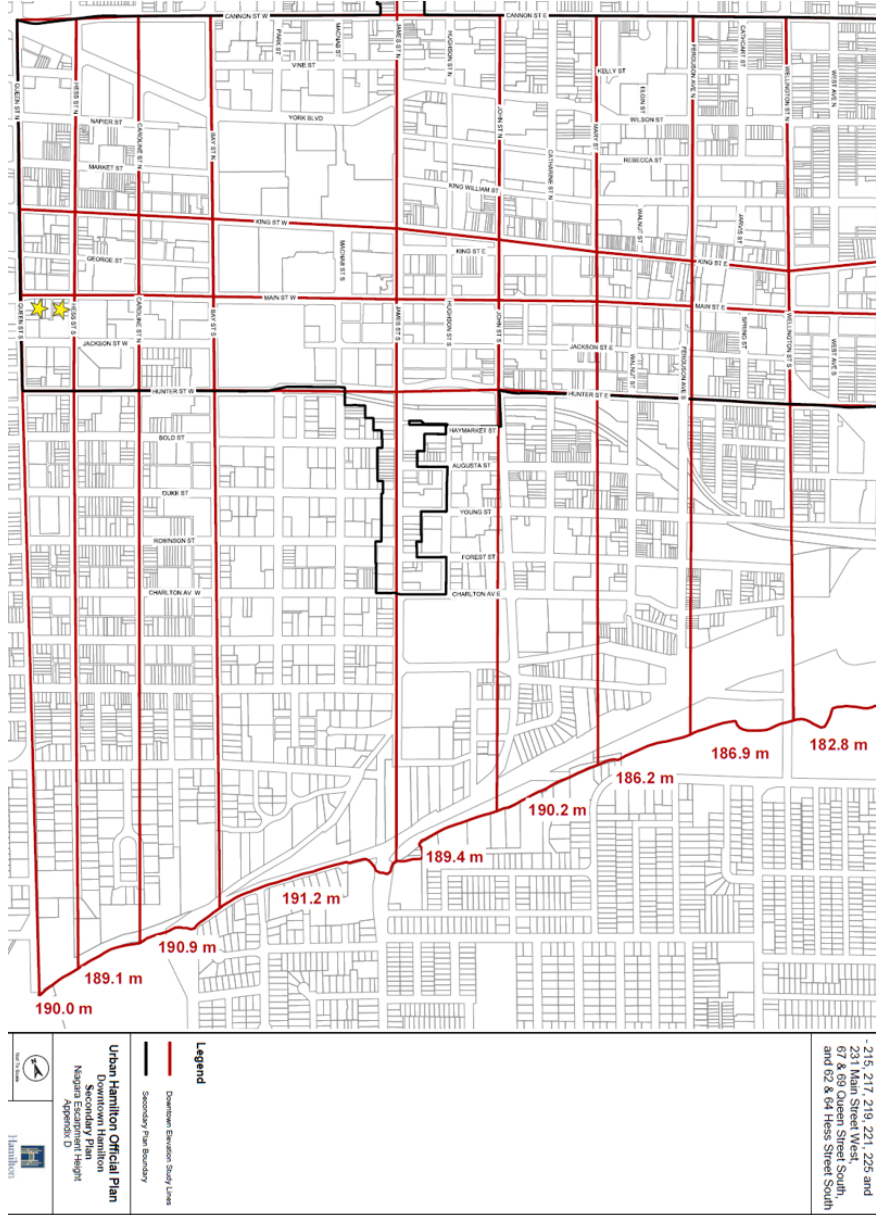 CANNON ST W
CANNON ST E
QUEEN ST N
HESS ST N
CAROLINE ST N
BAY ST N
PARK ST
MACNAB ST
VINE ST
YORK BLVD
JAMES ST N
HUGHSON ST N
JOHN ST N
KELLY ST
ELGIN ST
WILSON ST
FERGUSON AVE N
CATHCART ST
WELLINGTON ST N
WEST AVE N
NAPIER ST
MARKET ST
MARY ST
REBECCA ST
CATHARINE ST N
KING WILLIAM ST
WALNUT ST
JARVIS ST
KING ST W
KING ST E
KING ST E
GEORGE ST
MACNAB ST S
MAIN ST W
MAIN ST E
QUEEN ST S
HESS ST S
CAROLINE ST N
BAY ST S
JAMES ST S
HUGHSON ST S
JOHN ST S
JACKSON ST W
JACKSON ST E
WALNUT ST
FERGUSON AVE S
SPRING ST
WELLINGTON ST S
WEST AVE S
HUNTER ST W
HUNTER ST E
BOLD ST
HAYMARKET ST
AUGUSTA ST
DUKE ST
YOUNG ST
ROBINSON ST
FOREST ST
CHARLTON AV W
CHARLTON AV E
182.8 m
186.9 m
186.2 m
190.2 m
189.4 m
191.2 m
190.9 m
189.1 m
190.0 m
- 215, 217, 219, 221, 225 and
231 Main Street West,
67 & 69 Queen Street South,
and 62 & 64 Hess Street South
Legend
Downtown Elevation Study Lines
Secondary Plan Boundary
Urban Hamilton Official Plan
Downtown Hamilton
Secondary Plan
Niagara Escarpment Height
Appendix D
Not To Scale
Hamilton